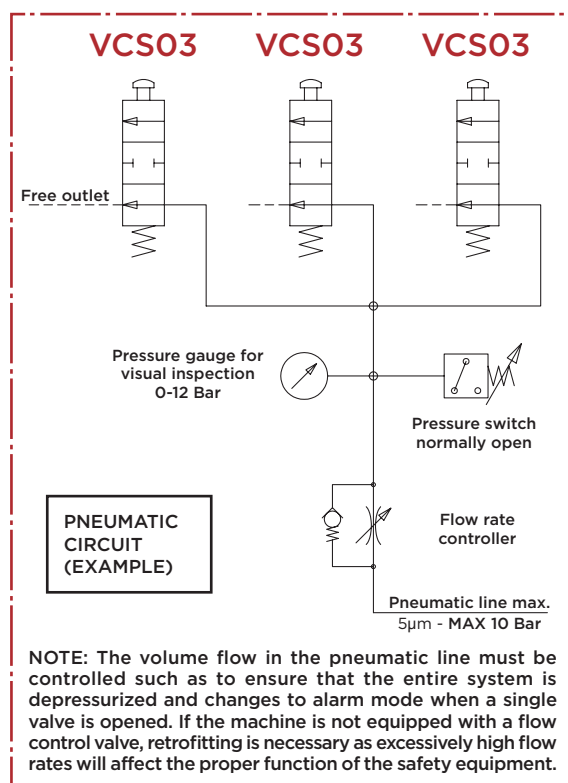 VCS03 VCS03 VCS03
Free outlet
Pressure gauge for
visual inspection
0-12 Bar
Pressure switch
normally open
PNEUMATIC
CIRCUIT
(EXAMPLE)
Flow rate
controller
Pneumatic line max.
5µm - MAX 10 Bar
NOTE: The volume flow in the pneumatic line must be
controlled such as to ensure that the entire system is
depressurized and changes to alarm mode when a single
valve is opened. If the machine is not equipped with a flow
control valve, retrofitting is necessary as excessively high flow
rates will affect the proper function of the safety equipment.